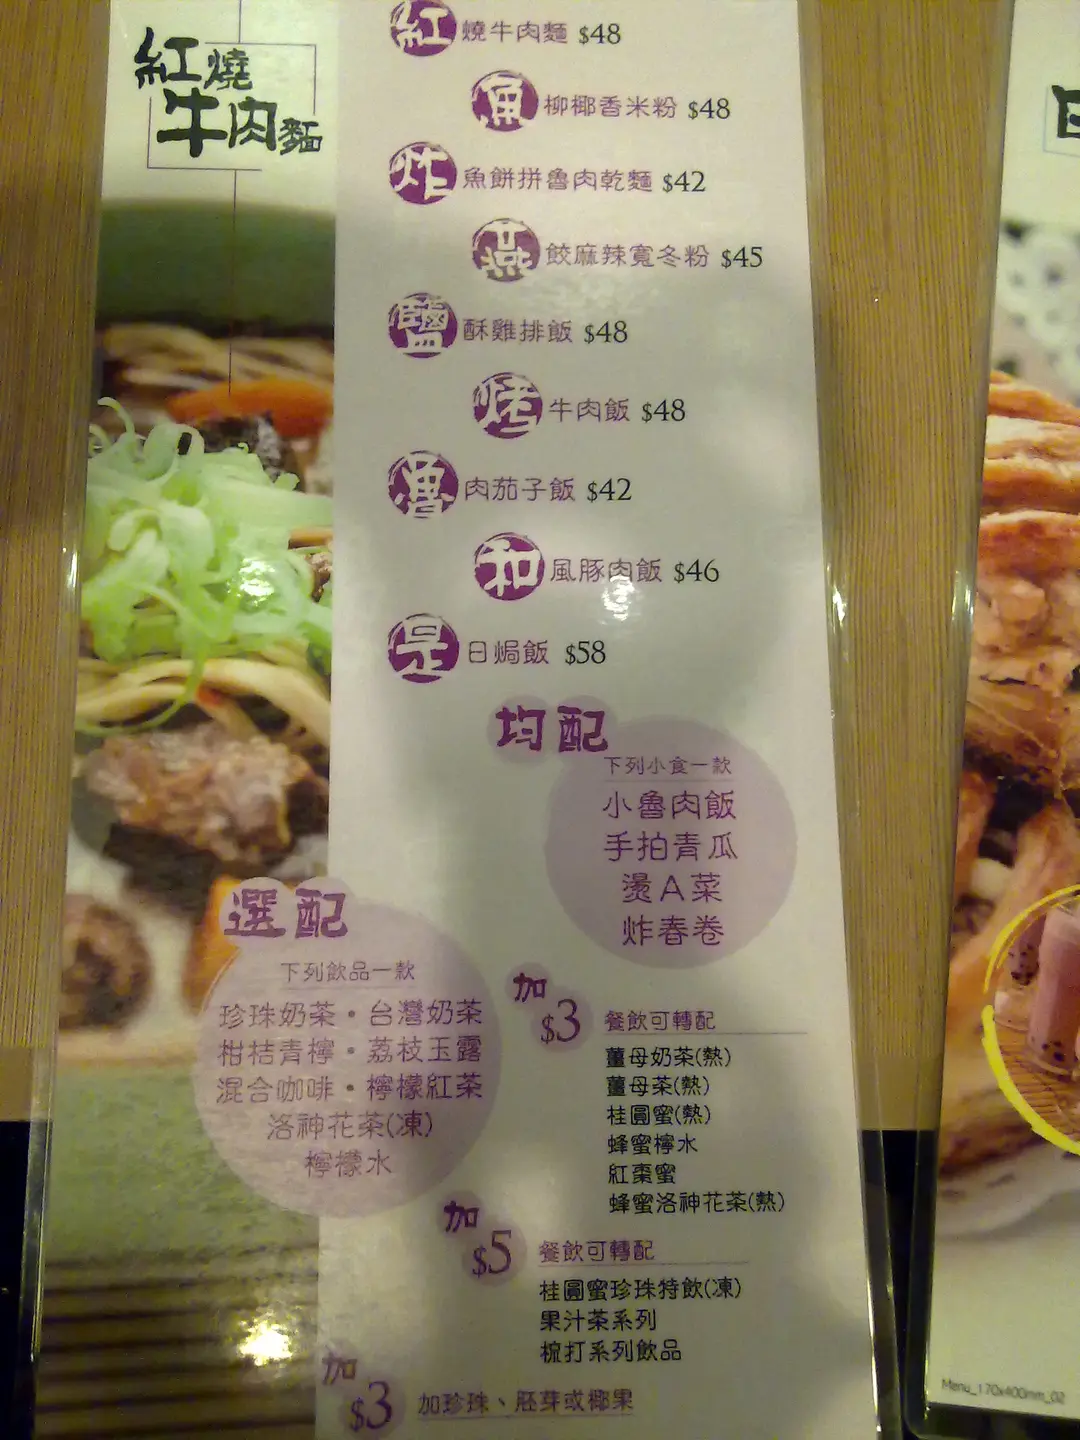 紅燒
牛肉麵
紅燒牛肉麵 $48
魚柳椰香米粉 $48
炸魚餅拼魯肉乾麵 $42
燕餃麻辣寬冬粉 $45
鹽酥雞排飯 $48
烤牛肉飯 $48
魯肉茄子飯 $42
和風豚肉飯 $46
是日焗飯 $58
均配
下列小食一款
小魯肉飯
手拍青瓜
燙A菜
炸春卷
選配
下列飲品一款
珍珠奶茶・台灣奶茶
柑桔青檸・荔枝玉露
混合咖啡・檸檬紅茶
洛神花茶(凍)
檸檬水
加$3 餐飲可轉配
薑母奶茶(熱)
薑母茶(熱)
桂圓蜜(熱)
蜂蜜檸水
紅棗蜜
蜂蜜洛神花茶(熱)
加$5 餐飲可轉配
桂圓蜜珍珠特飲(凍)
果汁茶系列
梳打系列飲品
加$3 加珍珠、胚芽或椰果
日
Menu_170x400mm_02